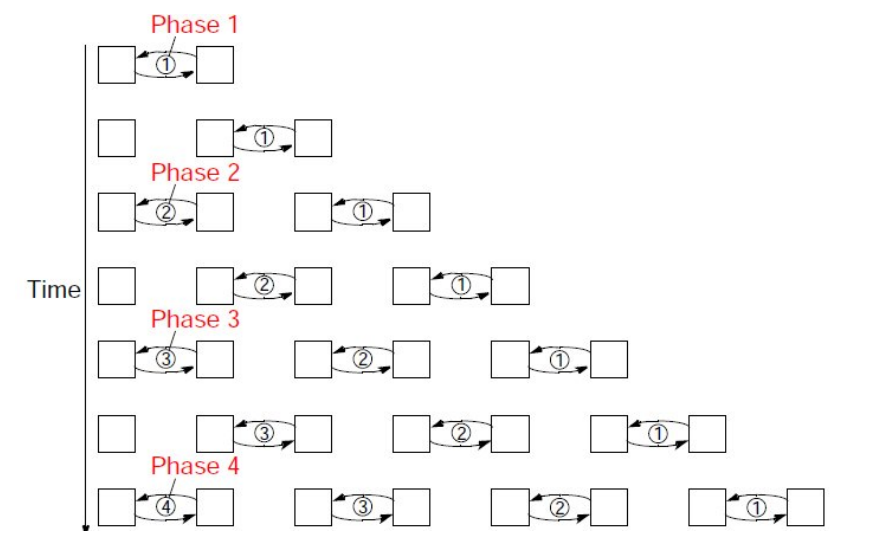 Phase 1
①
①
Phase 2
② ①
Time
② ①
Phase 3
③ ② ①
③ ② ①
Phase 4
④ ③ ② ①